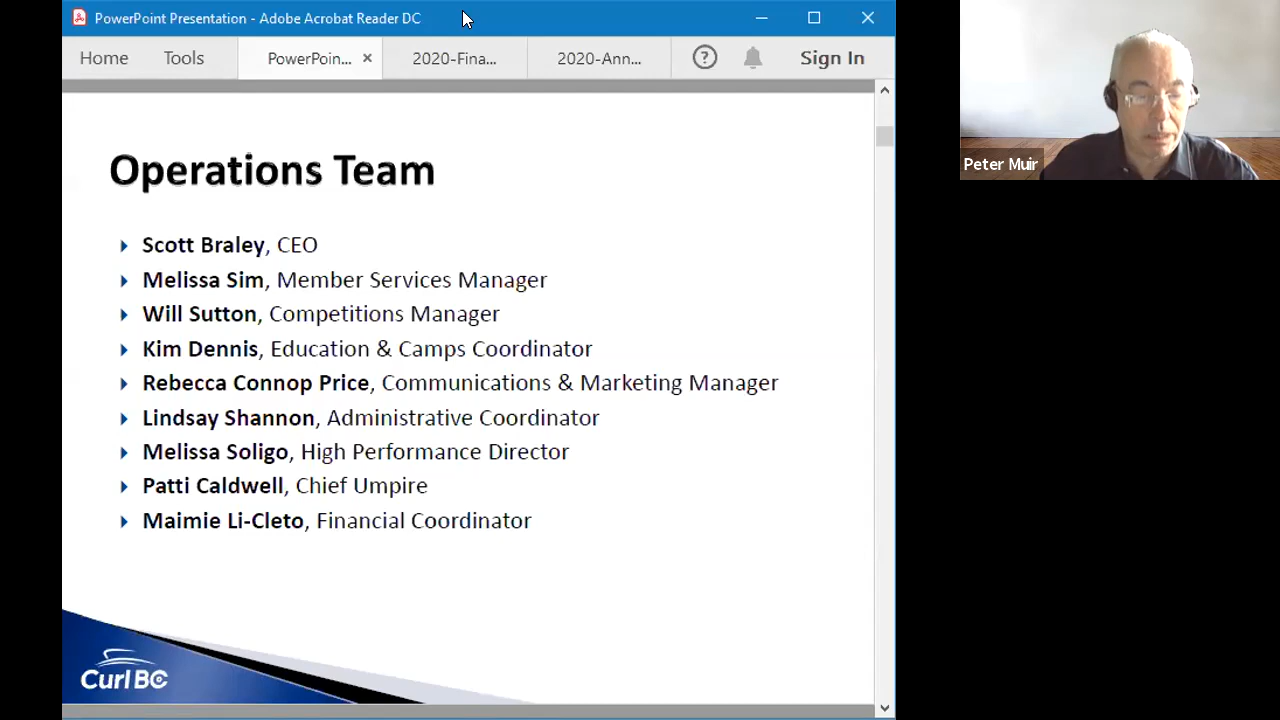 PowerPoint Presentation - Adobe Acrobat Reader DC
Home Tools PowerPoin... × 2020-Fina... 2020-Ann... ? Sign In
Operations Team
Scott Braley, CEO
Melissa Sim, Member Services Manager
Will Sutton, Competitions Manager
Kim Dennis, Education & Camps Coordinator
Rebecca Connop Price, Communications & Marketing Manager
Lindsay Shannon, Administrative Coordinator
Melissa Soligo, High Performance Director
Patti Caldwell, Chief Umpire
Maimie Li-Cleto, Financial Coordinator
Curl BC
Peter Muir